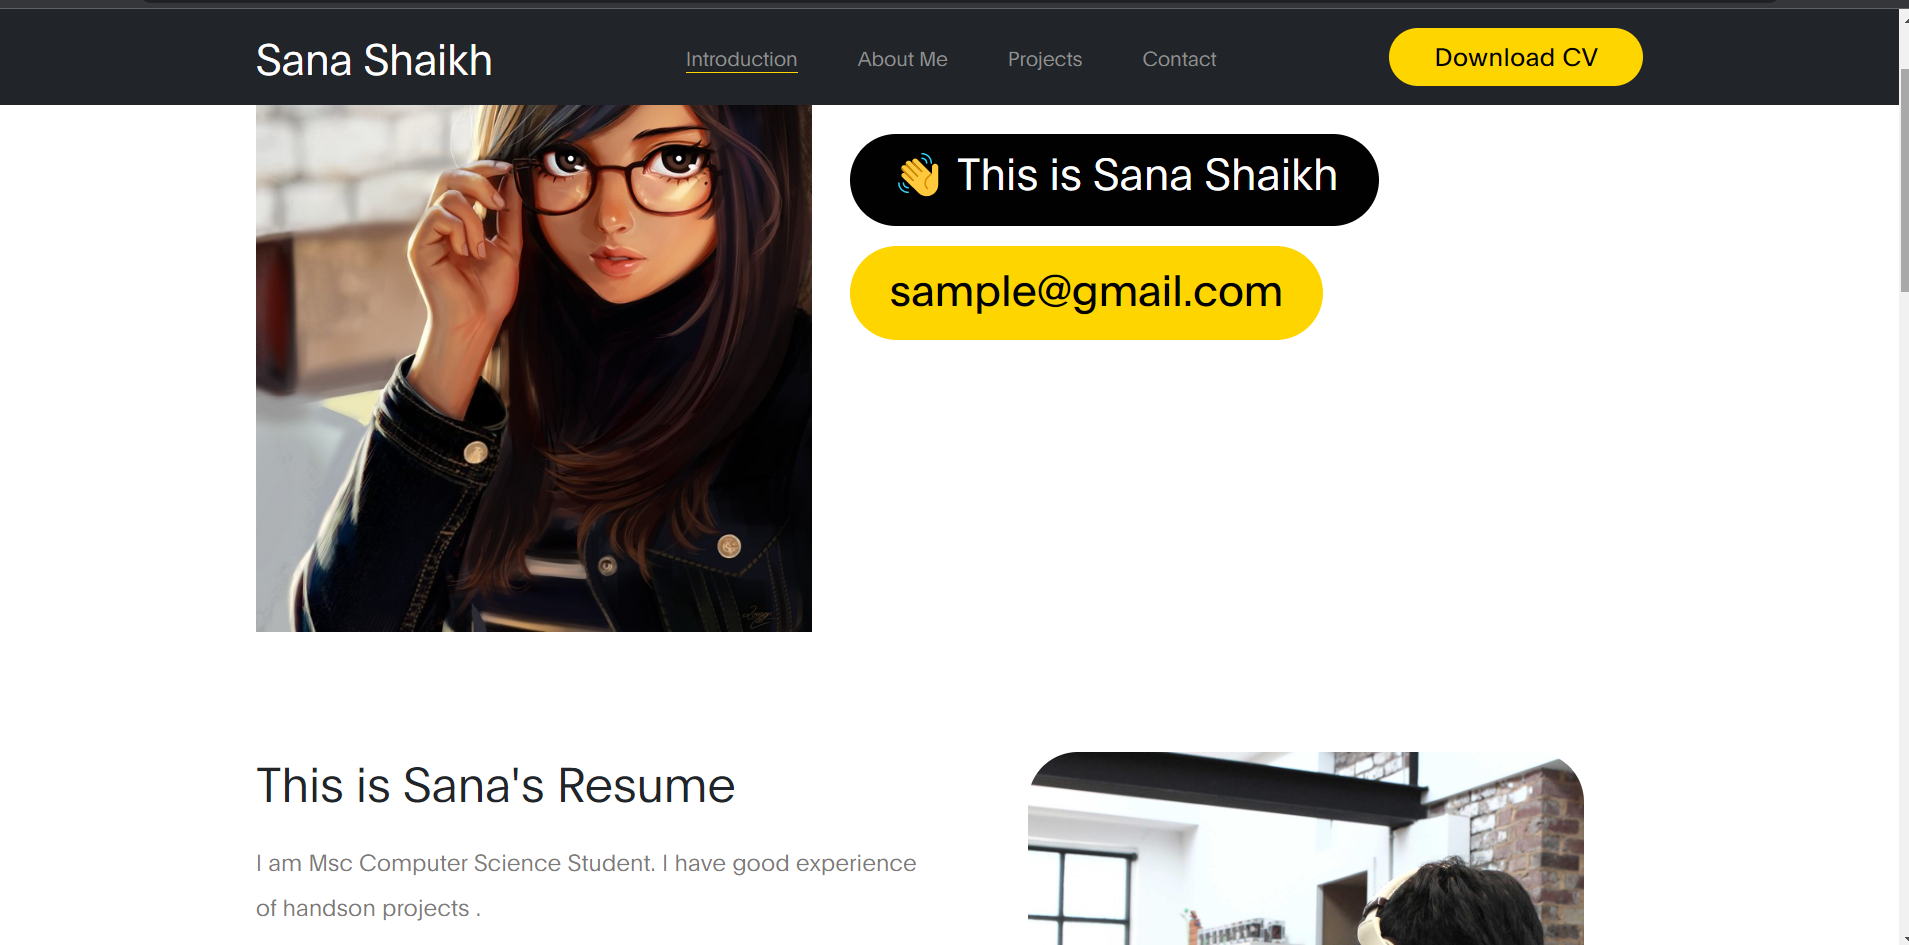 Sana Shaikh
Introduction
About Me
Projects
Contact
Download CV
👋 This is Sana Shaikh
sample@gmail.com
This is Sana's Resume
I am Msc Computer Science Student. I have good experience
of handson projects .